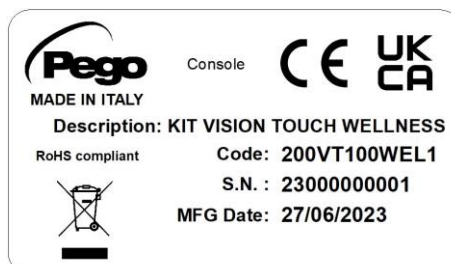 Pego
Console
CE
UK
CA
MADE IN ITALY
Description: KIT VISION TOUCH WELLNESS
RoHS compliant
Code: 200VT100WEL1
S.N. : 23000000001
MFG Date: 27/06/2023